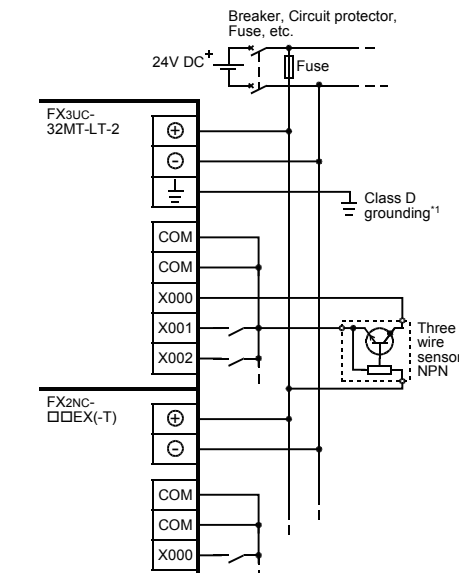 Breaker, Circuit protector,
Fuse, etc.
24V DC
+
Fuse
FX3UC-
32MT-LT-2
⊕
⊖
Class D
grounding*1
COM
COM
X000
X001
X002
Three
wire
sensor
NPN
FX2NC-
□□EX(-T)
⊕
⊖
COM
COM
X000